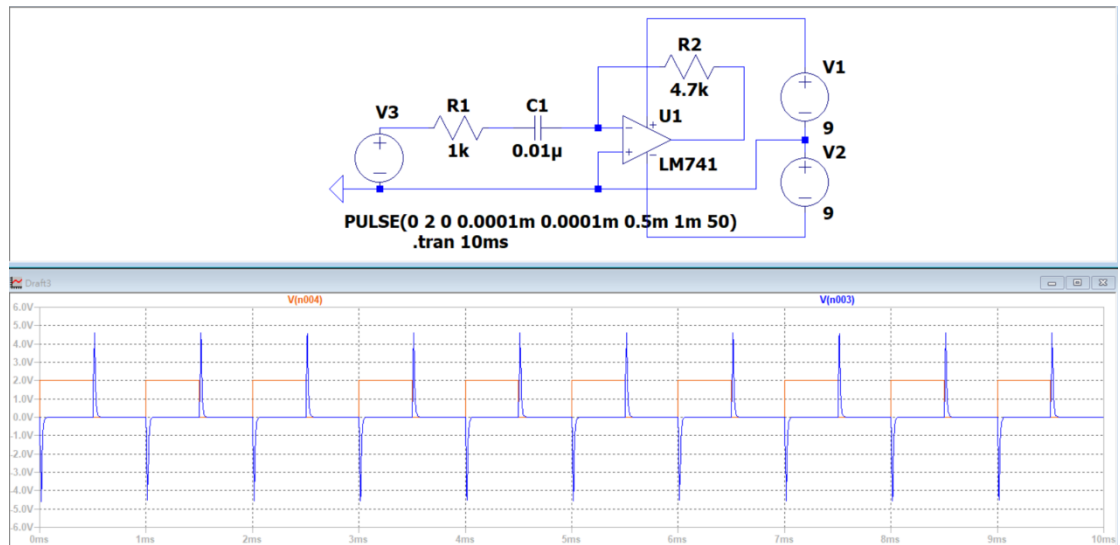 R2
4.7k
V1
9
V3
R1
1k
C1
0.01µ
U1
LM741
V2
9
PULSE(0 2 0 0.0001m 0.0001m 0.5m 1m 50)
.tran 10ms
Draft3
V(n004)
V(n003)
6.0V
5.0V
4.0V
3.0V
2.0V
1.0V
0.0V
-1.0V
-2.0V
-3.0V
-4.0V
-5.0V
-6.0V
0ms 1ms 2ms 3ms 4ms 5ms 6ms 7ms 8ms 9ms 10ms